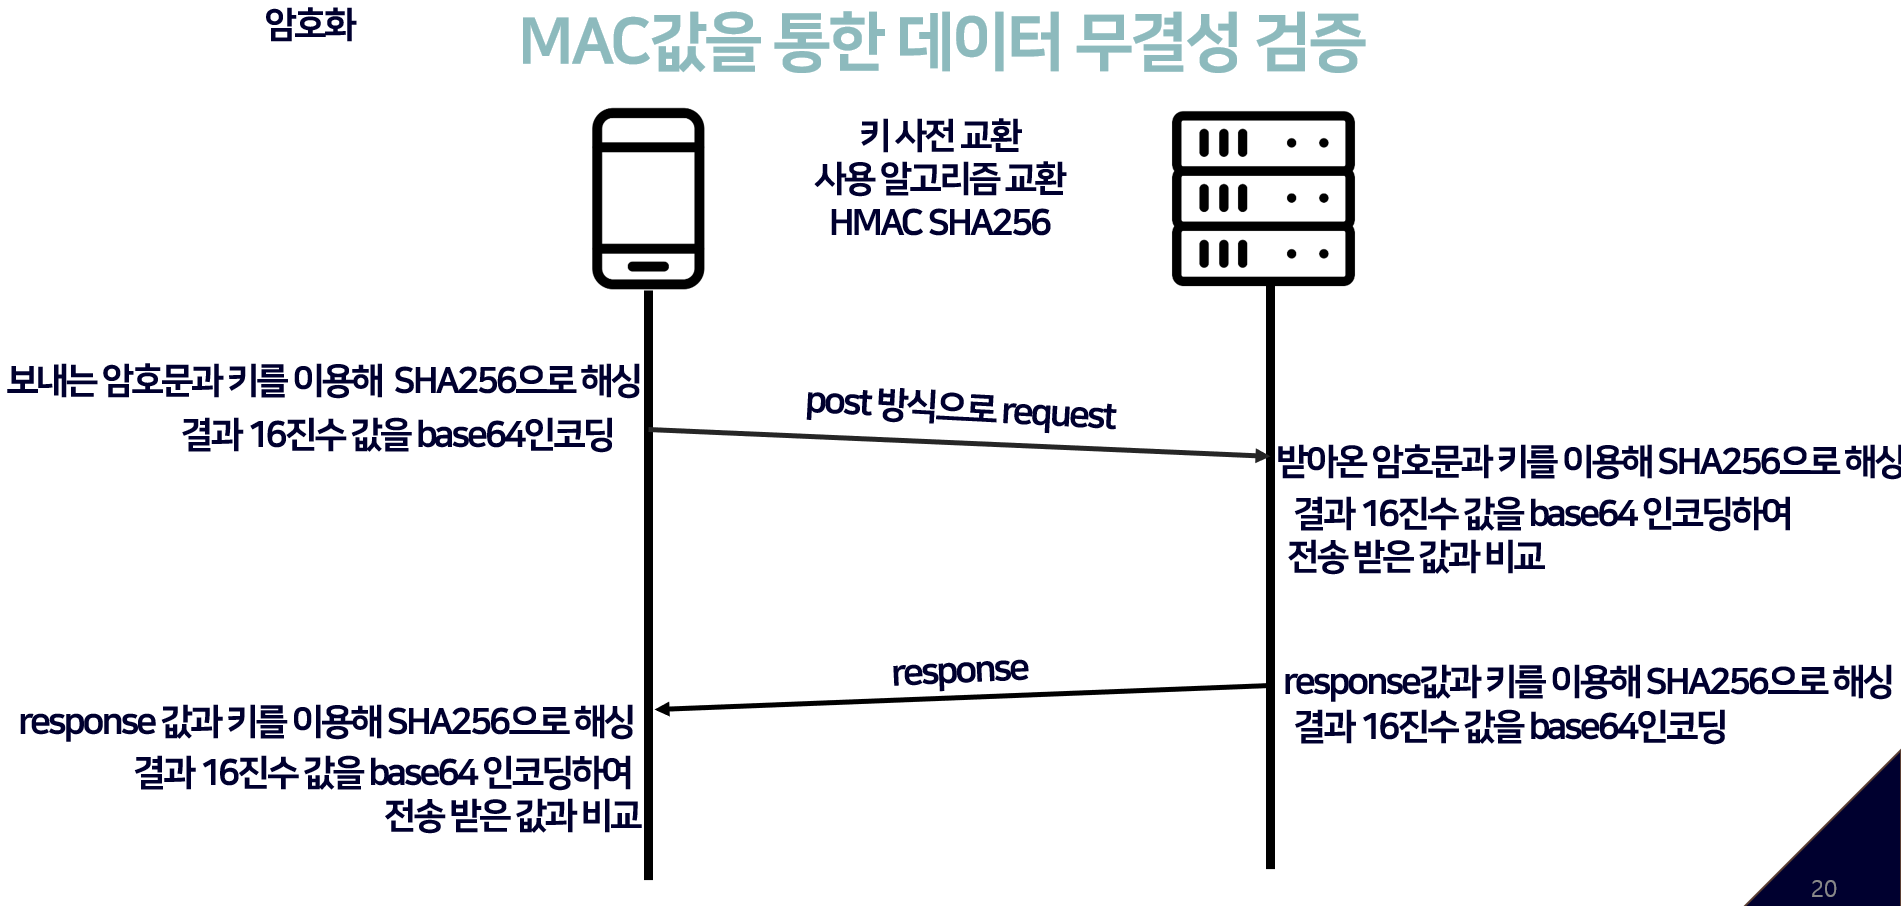 암호화
MAC값을 통한 데이터 무결성 검증
키 사전 교환
사용 알고리즘 교환
HMAC SHA256
보내는 암호문과 키를 이용해 SHA256으로 해싱
결과 16진수 값을 base64인코딩
post 방식으로 request
받아온 암호문과 키를 이용해 SHA256으로 해싱
결과 16진수 값을 base64 인코딩하여
전송 받은 값과 비교
response
response값과 키를 이용해 SHA256으로 해싱
결과 16진수 값을 base64인코딩
response 값과 키를 이용해 SHA256으로 해싱
결과 16진수 값을 base64 인코딩하여
전송 받은 값과 비교
20